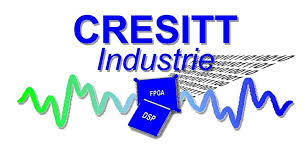 CRESITT
Industrie
FPGA
DSP